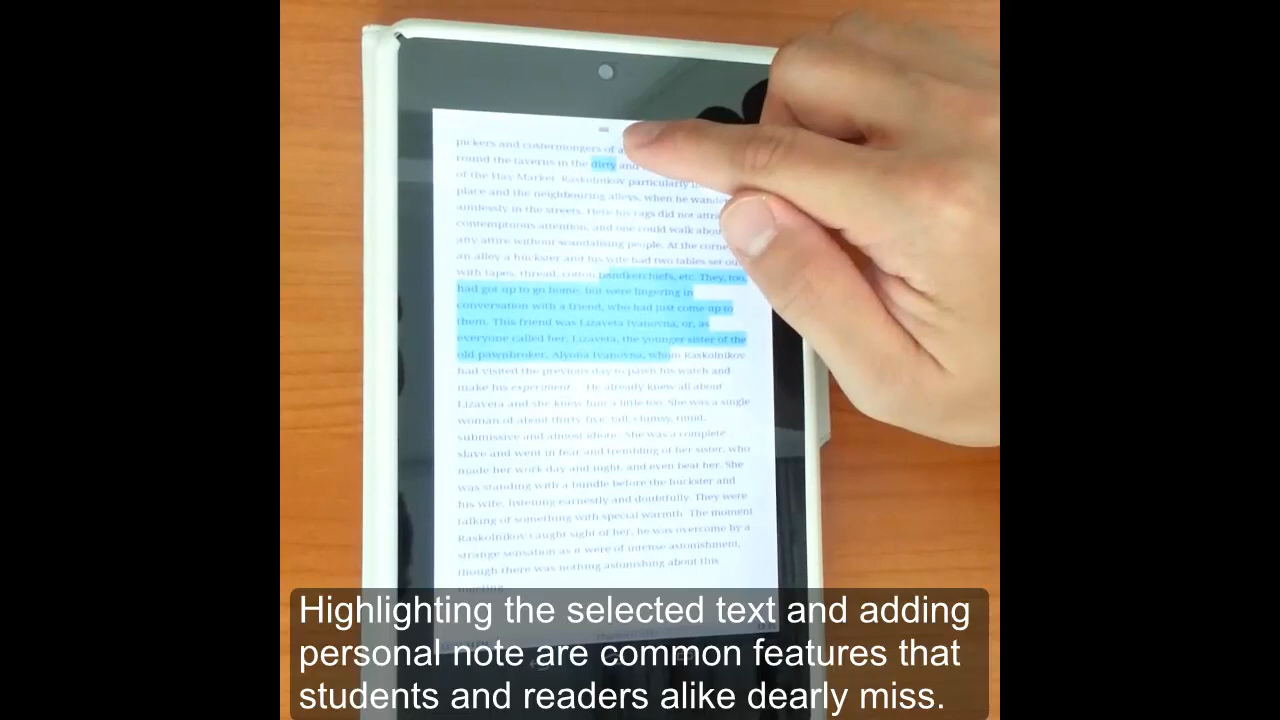 pickers and costermongers of a
round the taverns in the dirty and
of the Hay Market. Raskolnikov particularly
place and the neighbouring alleys, when he wande
aimlessly in the streets. Here his rags did not attra
contemptuous attention, and one could walk abou
any attire without scandalising people. At the corne
an alley a huckster and his wife had two tables set ou
with tapes, thread, cotton handkerchiefs, etc. They, too,
had got up to go home, but were lingering in
conversation with a friend, who had just come up to
them. This friend was Lizaveta Ivanovna, or, as
everyone called her, Lizaveta, the younger sister of the
old pawnbroker, Alyona Ivanovna, whom Raskolnikov
had visited the previous day to pawn his watch and
make his experiment... He already knew all about
Lizaveta and she knew him a little too. She was a single
woman of about thirty-five, tall, clumsy, timid,
submissive and almost idiotic. She was a complete
slave and went in fear and trembling of her sister, who
made her work day and night, and even beat her. She
was standing with a bundle before the huckster and
his wife, listening earnestly and doubtfully. They were
talking of something with special warmth. The moment
Raskolnikov caught sight of her, he was overcome by a
strange sensation as it were of intense astonishment,
though there was nothing astonishing about this
meeting.
Highlighting the selected text and adding
personal note are common features that
students and readers alike dearly miss.